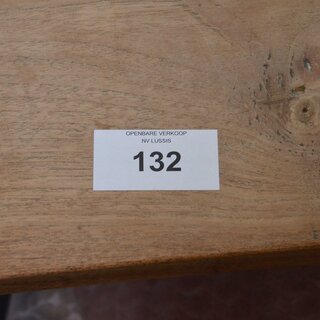 OPENBARE VERKOOP
NV LUSSIS
132